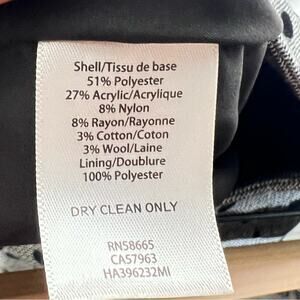 Shell/Tissu de base
51% Polyester
27% Acrylic/Acrylique
8% Nylon
8% Rayon/Rayonne
3% Cotton/Coton
3% Wool/Laine
Lining/Doublure
100% Polyester
DRY CLEAN ONLY
RN58665
CA57963
HA396232MI